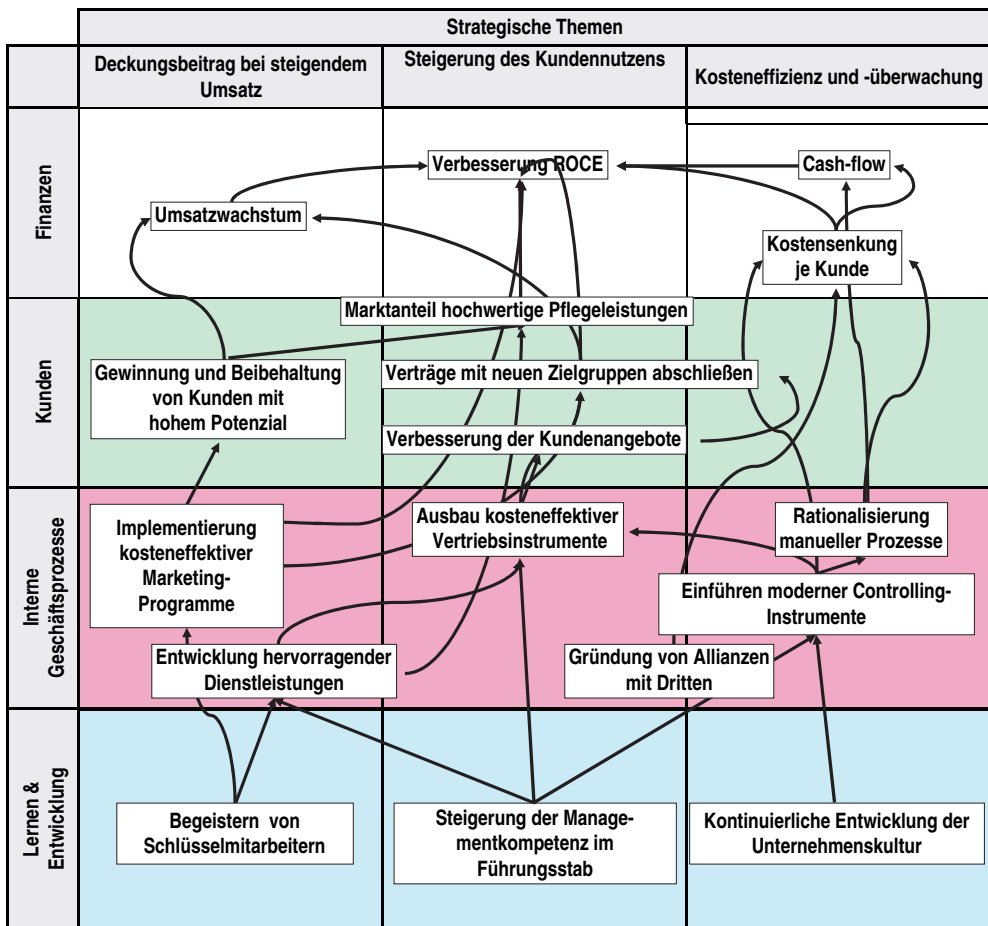 Strategische Themen
Deckungsbeitrag bei steigendem
Umsatz
Steigerung des Kundennutzens
Kosteneffizienz und -überwachung
Finanzen
Verbesserung ROCE
Cash-flow
Umsatzwachstum
Kostensenkung
je Kunde
Kunden
Marktanteil hochwertige Pflegeleistungen
Gewinnung und Beibehaltung
von Kunden mit
hohem Potenzial
Verträge mit neuen Zielgruppen abschließen
Verbesserung der Kundenangebote
Interne
Geschäftsprozesse
Implementierung
kosteneffektiver
Marketing-
Programme
Ausbau kosteneffektiver
Vertriebsinstrumente
Rationalisierung
manueller Prozesse
Einführen moderner Controlling-
Instrumente
Entwicklung hervorragender
Dienstleistungen
Gründung von Allianzen
mit Dritten
Lernen &
Entwicklung
Begeistern von
Schlüsselmitarbeitern
Steigerung der Manage-
mentkompetenz im
Führungsstab
Kontinuierliche Entwicklung der
Unternehmenskultur